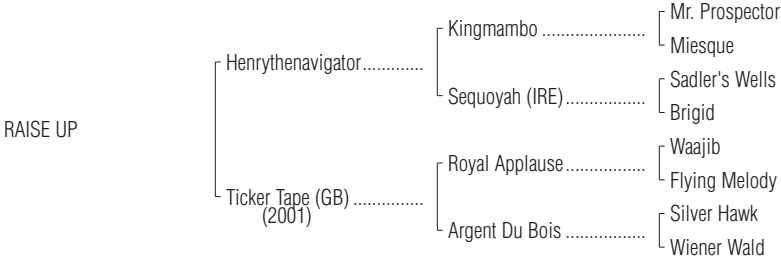 Mr. Prospector
Kingmambo ......................
Miesque
Henrythenavigator.............
Sadler's Wells
Sequoyah (IRE).................
Brigid
RAISE UP
Waajib
Royal Applause.................
Flying Melody
Ticker Tape (GB) ...............
(2001)
Silver Hawk
Argent Du Bois .................
Wiener Wald